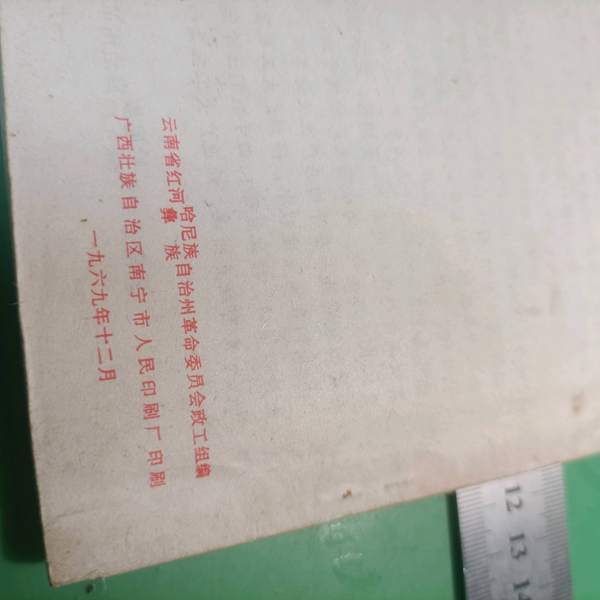 云南省红河哈尼族彝族自治州革命委员会政工组编
广西壮族自治区南宁市人民印刷厂印刷
一九六九年十二月
12 13 14